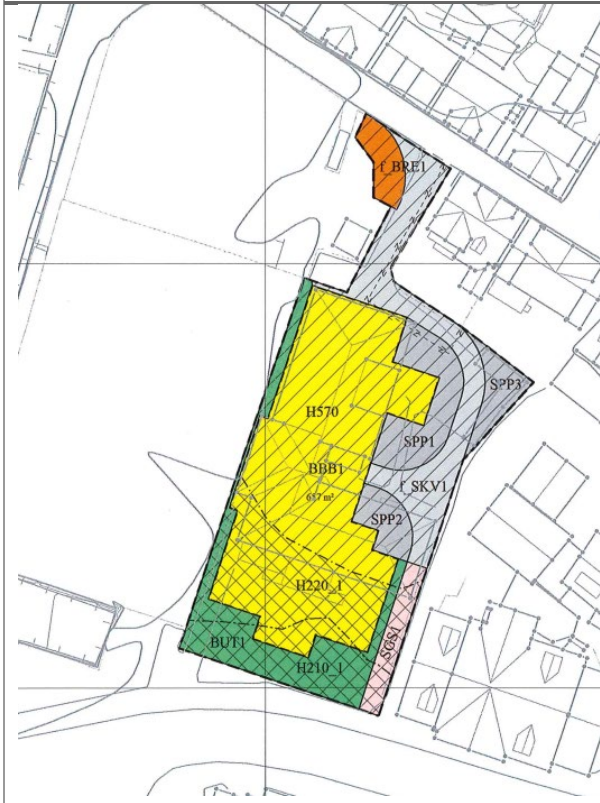 f_BRE1
SPP3
H570
SPP1
BBB1
f_SKV1
657 m²
SPP2
H220_1
SGS1
BUT1
H210_1